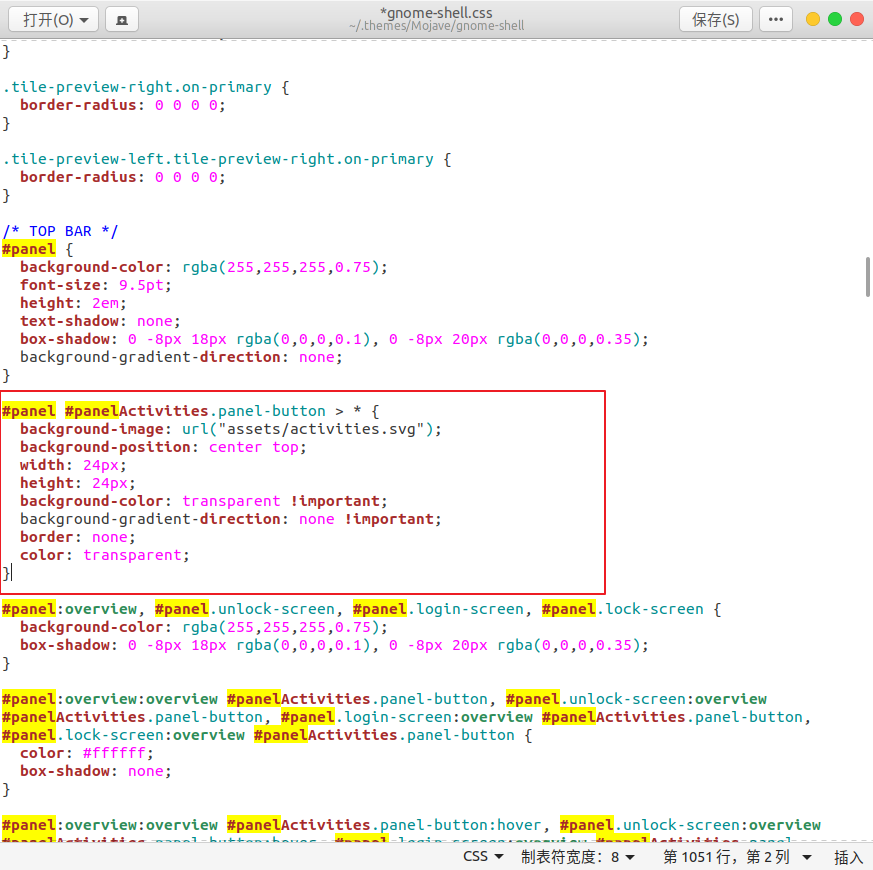 打开(O)
*gnome-shell.css
~/.themes/Mojave/gnome-shell
保存(S)
}
.tile-preview-right.on-primary {
  border-radius: 0 0 0 0;
}
.tile-preview-left.tile-preview-right.on-primary {
  border-radius: 0 0 0 0;
}
/* TOP BAR */
#panel {
  background-color: rgba(255,255,255,0.75);
  font-size: 9.5pt;
  height: 2em;
  text-shadow: none;
  box-shadow: 0 -8px 18px rgba(0,0,0,0.1), 0 -8px 20px rgba(0,0,0,0.35);
  background-gradient-direction: none;
}
#panel #panelActivities.panel-button > * {
  background-image: url("assets/activities.svg");
  background-position: center top;
  width: 24px;
  height: 24px;
  background-color: transparent !important;
  background-gradient-direction: none !important;
  border: none;
  color: transparent;
}
#panel:overview, #panel.unlock-screen, #panel.login-screen, #panel.lock-screen {
  background-color: rgba(255,255,255,0.75);
  box-shadow: 0 -8px 18px rgba(0,0,0,0.1), 0 -8px 20px rgba(0,0,0,0.35);
}
#panel:overview:overview #panelActivities.panel-button, #panel.unlock-screen:overview
#panelActivities.panel-button, #panel.login-screen:overview #panelActivities.panel-button,
#panel.lock-screen:overview #panelActivities.panel-button {
  color: #ffffff;
  box-shadow: none;
}
#panel:overview:overview #panelActivities.panel-button:hover, #panel.unlock-screen:overview
CSS
制表符宽度：8
第 1051 行，第 2 列
插入